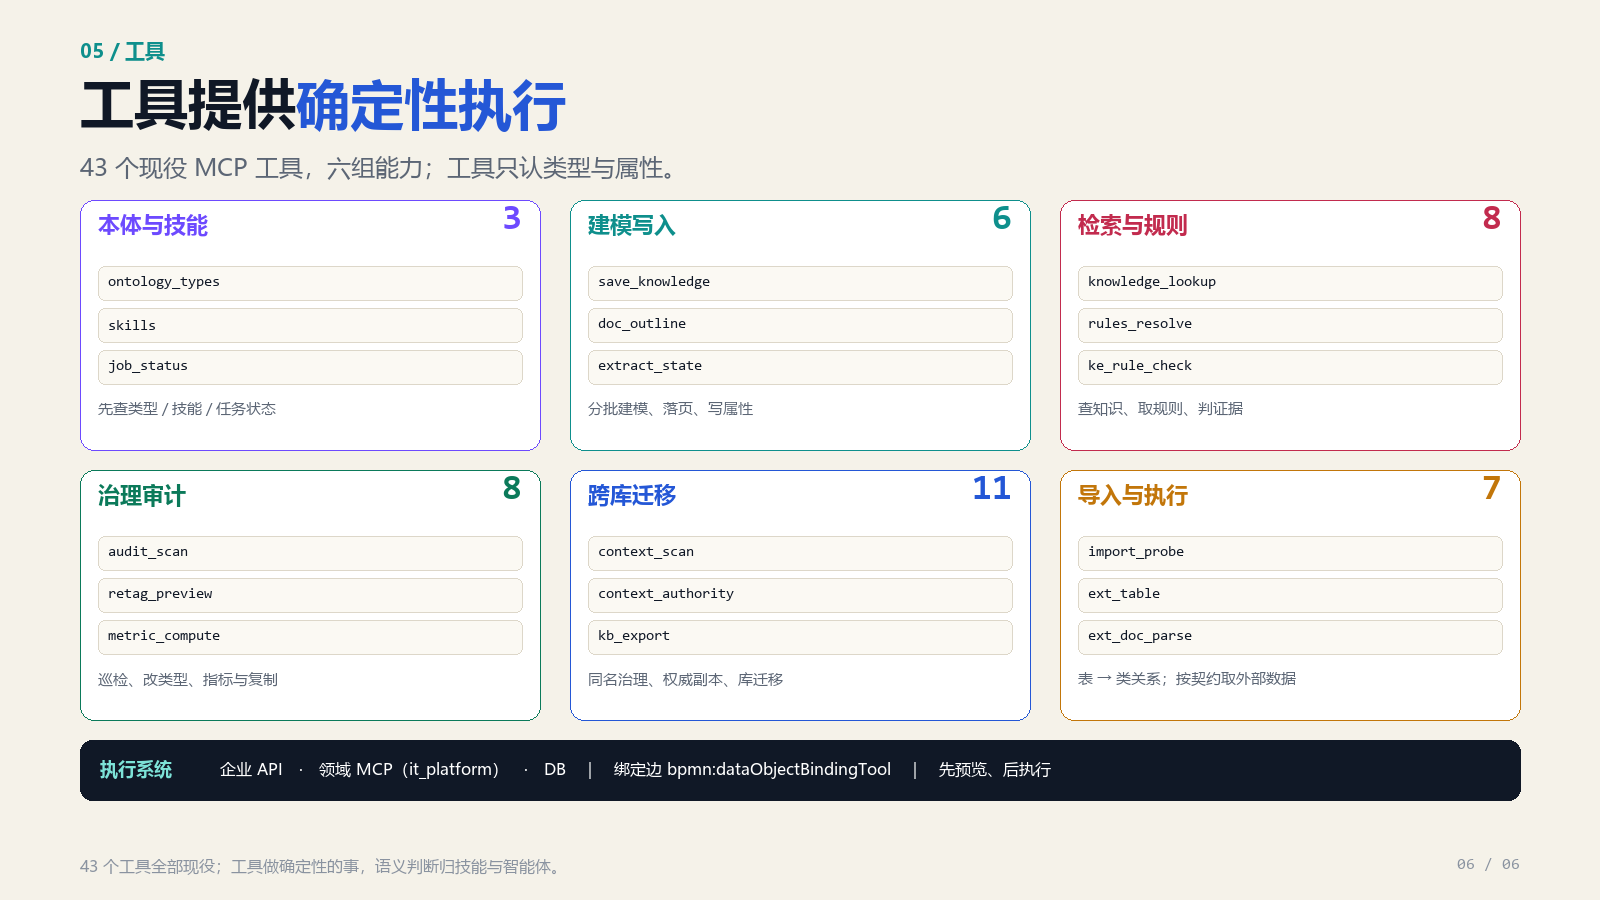 05 / 工具
工具提供确定性执行
43 个现役 MCP 工具，六组能力；工具只认类型与属性。
本体与技能 3
ontology_types
skills
job_status
先查类型 / 技能 / 任务状态
建模写入 6
save_knowledge
doc_outline
extract_state
分批建模、落页、写属性
检索与规则 8
knowledge_lookup
rules_resolve
ke_rule_check
查知识、取规则、判证据
治理审计 8
audit_scan
retag_preview
metric_compute
巡检、改类型、指标与复制
跨库迁移 11
context_scan
context_authority
kb_export
同名治理、权威副本、库迁移
导入与执行 7
import_probe
ext_table
ext_doc_parse
表 → 类关系；按契约取外部数据
执行系统 企业 API · 领域 MCP（it_platform） · DB | 绑定边 bpmn:dataObjectBindingTool | 先预览、后执行
43 个工具全部现役；工具做确定性的事，语义判断归技能与智能体。
06 / 06